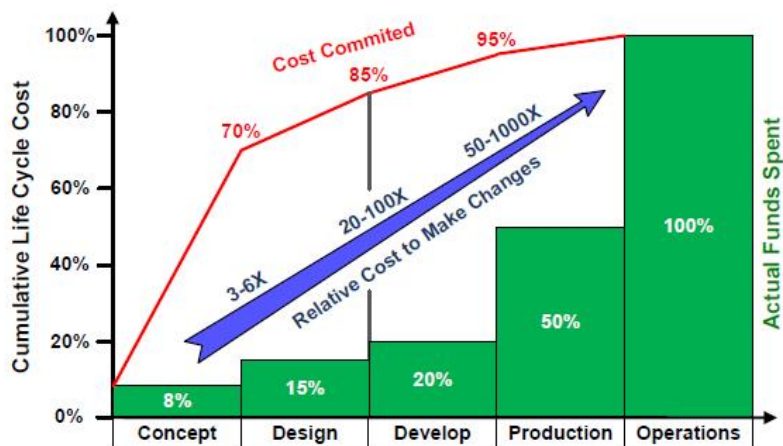 100%
80%
60%
40%
20%
0%
Cumulative Life Cycle Cost
Cost Commited
70%
85%
95%
3-6X
20-100X
50-1000X
Relative Cost to Make Changes
8%
15%
20%
50%
100%
Concept
Design
Develop
Production
Operations
Actual Funds Spent